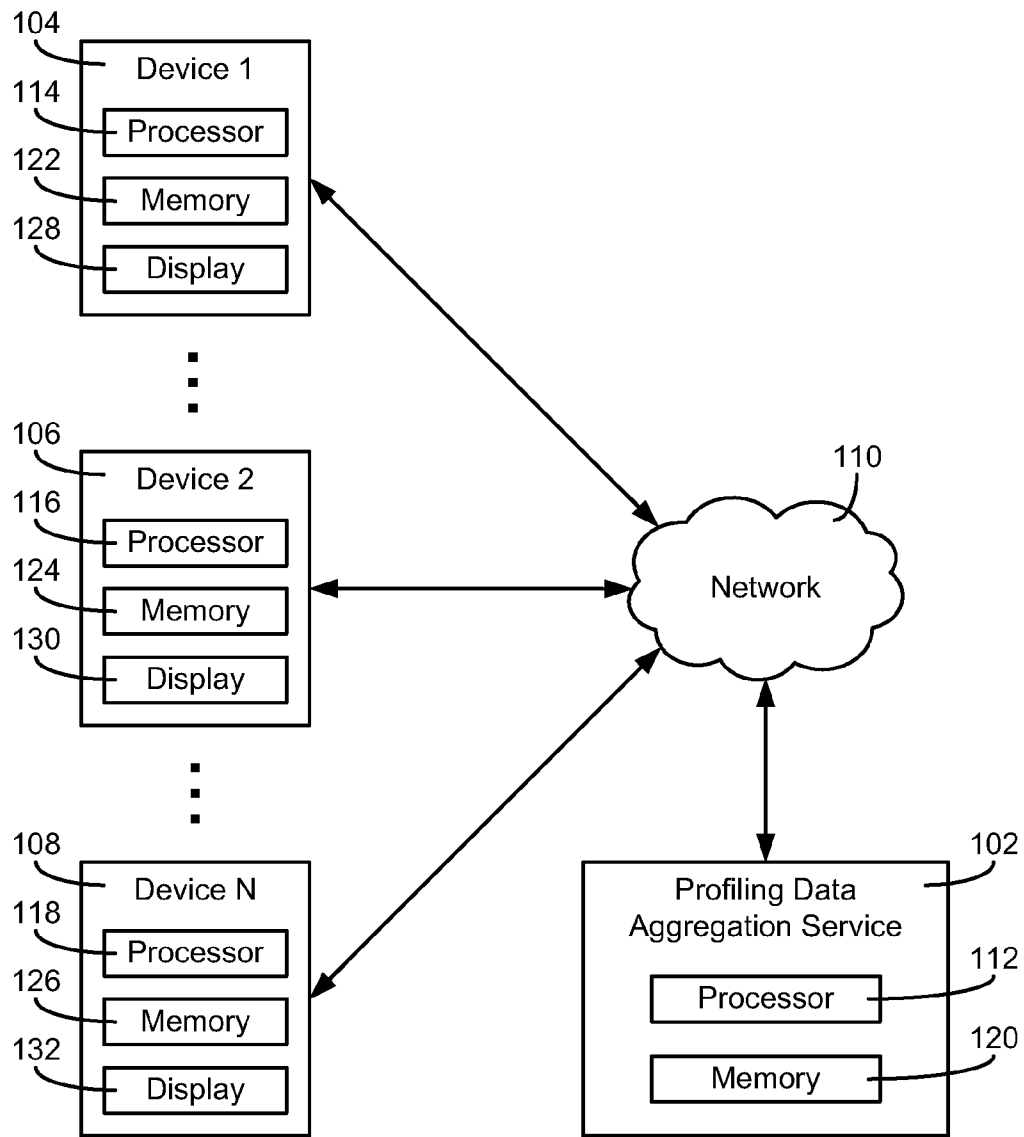 104
Device 1
114
Processor
122
Memory
128
Display
106
Device 2
116
Processor
124
Memory
130
Display
110
Network
108
Device N
118
Processor
126
Memory
132
Display
102
Profiling Data
Aggregation Service
Processor
112
Memory
120